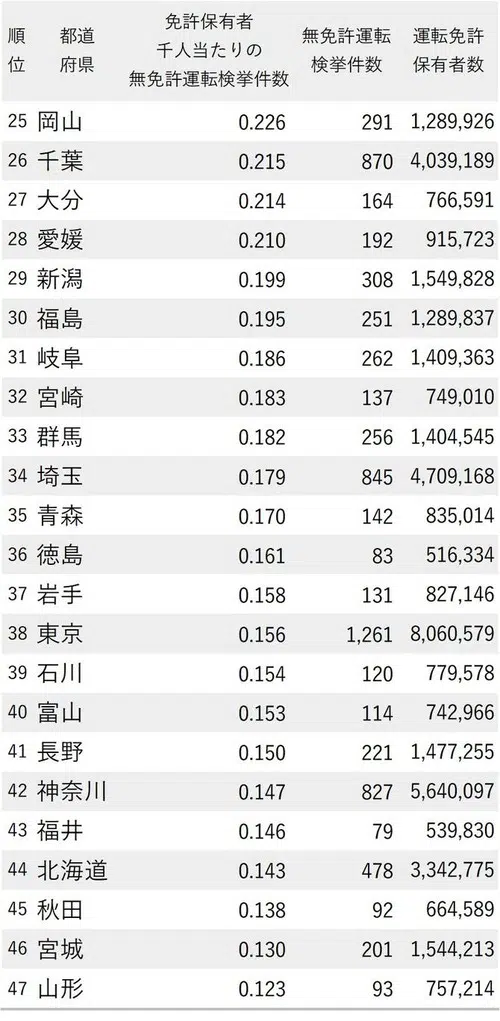 順位 都道府県 免許保有者千人当たりの無免許運転検挙件数 無免許運転検挙件数 運転免許保有者数
25 岡山 0.226 291 1,289,926
26 千葉 0.215 870 4,039,189
27 大分 0.214 164 766,591
28 愛媛 0.210 192 915,723
29 新潟 0.199 308 1,549,828
30 福島 0.195 251 1,289,837
31 岐阜 0.186 262 1,409,363
32 宮崎 0.183 137 749,010
33 群馬 0.182 256 1,404,545
34 埼玉 0.179 845 4,709,168
35 青森 0.170 142 835,014
36 徳島 0.161 83 516,334
37 岩手 0.158 131 827,146
38 東京 0.156 1,261 8,060,579
39 石川 0.154 120 779,578
40 富山 0.153 114 742,966
41 長野 0.150 221 1,477,255
42 神奈川 0.147 827 5,640,097
43 福井 0.146 79 539,830
44 北海道 0.143 478 3,342,775
45 秋田 0.138 92 664,589
46 宮城 0.130 201 1,544,213
47 山形 0.123 93 757,214